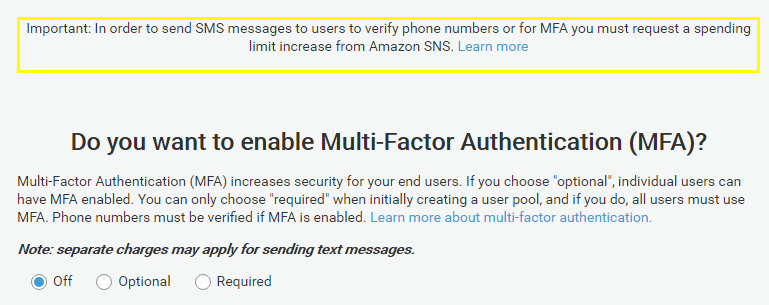 Important: In order to send SMS messages to users to verify phone numbers or for MFA you must request a spending
limit increase from Amazon SNS. Learn more
Do you want to enable Multi-Factor Authentication (MFA)?
Multi-Factor Authentication (MFA) increases security for your end users. If you choose "optional", individual users can
have MFA enabled. You can only choose "required" when initially creating a user pool, and if you do, all users must use
MFA. Phone numbers must be verified if MFA is enabled. Learn more about multi-factor authentication.
Note: separate charges may apply for sending text messages.
Off Optional Required